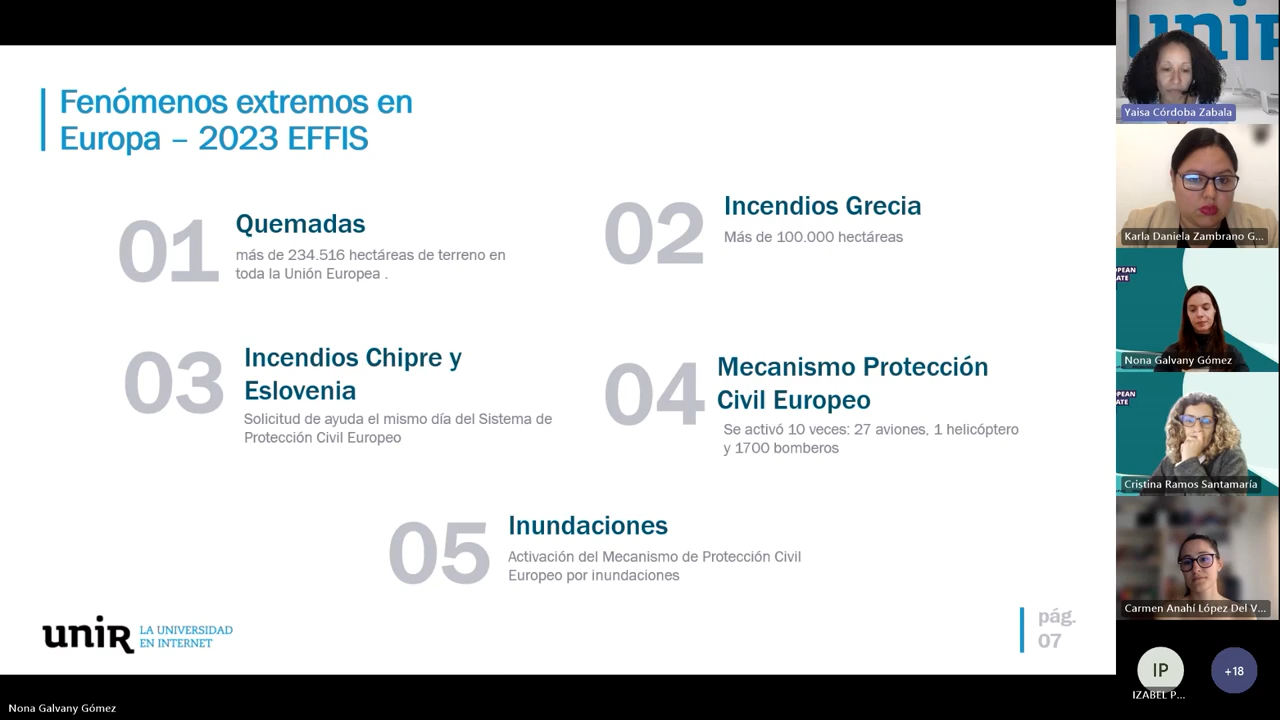 Fenómenos extremos en
Europa – 2023 EFFIS
01
Quemadas
más de 234.516 hectáreas de terreno en
toda la Unión Europea .
02
Incendios Grecia
Más de 100.000 hectáreas
03
Incendios Chipre y
Eslovenia
Solicitud de ayuda el mismo día del Sistema de
Protección Civil Europeo
04
Mecanismo Protección
Civil Europeo
Se activó 10 veces: 27 aviones, 1 helicóptero
y 1700 bomberos
05
Inundaciones
Activación del Mecanismo de Protección Civil
Europeo por inundaciones
unir
LA UNIVERSIDAD
EN INTERNET
pág.
07
Nona Galvany Gómez
unir
Yaisa Córdoba Zabala
Karla Daniela Zambrano G...
Nona Galvany Gómez
Cristina Ramos Santamaría
Carmen Anahí López Del V...
IP
IZABEL P...
+18